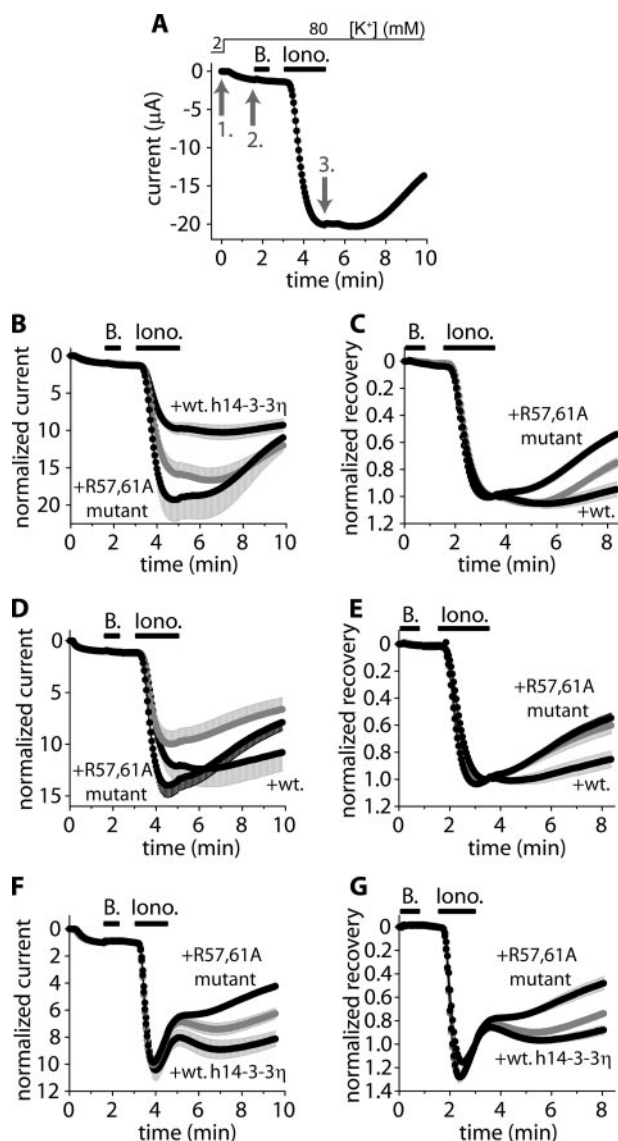 A
80 [K⁺] (mM)
2
B. Iono.
0
-5
-10
-15
-20
current (μA)
1.
2.
3.
0 2 4 6 8 10
time (min)
B
B. Iono.
0
5
10
15
20
normalized current
+wt. h14-3-3η
+R57,61A
mutant
0 2 4 6 8 10
time (min)
C
B. Iono.
0
0.2
0.4
0.6
0.8
1.0
1.2
normalized recovery
+R57,61A
mutant
+wt.
0 2 4 6 8
time (min)
D
B. Iono.
0
5
10
15
normalized current
+R57,61A
mutant
+wt.
0 2 4 6 8 10
time (min)
E
B. Iono.
0
0.2
0.4
0.6
0.8
1.0
1.2
normalized recovery
+R57,61A
mutant
+wt.
0 2 4 6 8
time (min)
F
B. Iono.
0
2
4
6
8
10
12
normalized current
+R57,61A
mutant
+wt. h14-3-3η
0 2 4 6 8 10
time (min)
G
B. Iono.
0
0.2
0.4
0.6
0.8
1.0
1.2
1.4
normalized recovery
+R57,61A
mutant
+wt. h14-3-3η
0 2 4 6 8
time (min)